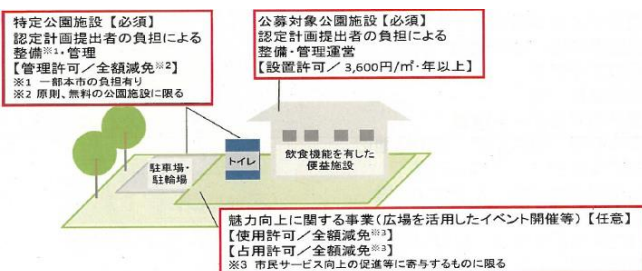 特定公園施設【必須】
認定計画提出者の負担による
整備※1・管理
【管理許可／全額減免※2】
※1 一部本市の負担有り
※2 原則、無料の公園施設に限る
公募対象公園施設【必須】
認定計画提出者の負担による
整備・管理運営
【設置許可／3,600円/㎡・年以上】
駐車場・
駐輪場
トイレ
飲食機能を有した
便益施設
魅力向上に関する事業（広場を活用したイベント開催等）【任意】
【使用許可／全額減免※3】
【占用許可／全額減免※3】
※3 市民サービス向上の促進等に寄与するものに限る